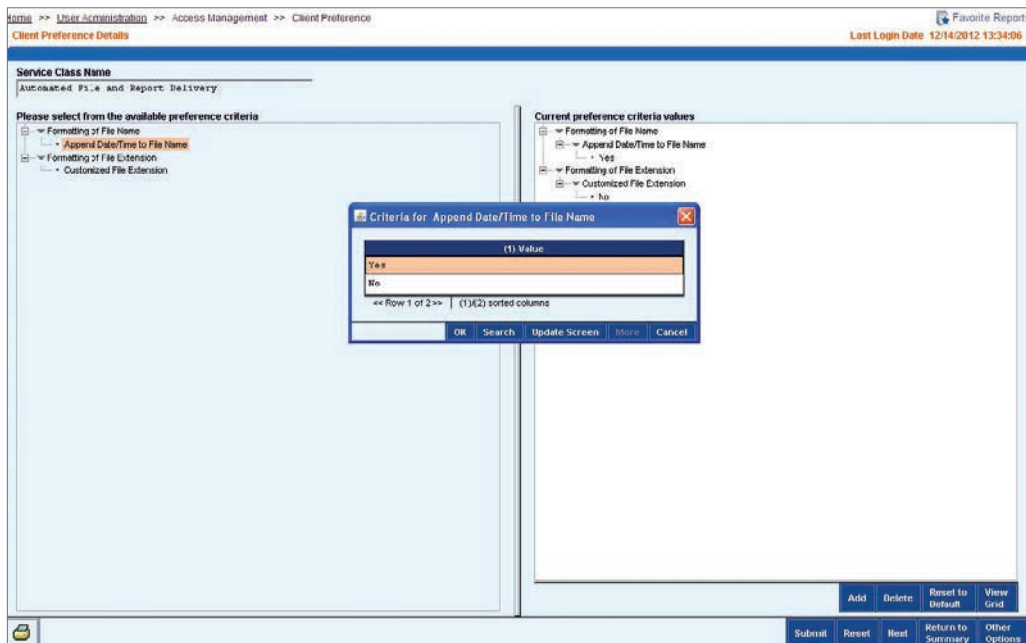 Home >> User Administration >> Access Management >> Client Preference
Favorite Report
Client Preference Details
Last Login Date 12/14/2012 13:34:06
Service Class Name
Automated File and Report Delivery
Please select from the available preference criteria
Formatting of File Name
Append Date/Time to File Name
Formatting of File Extension
Customized File Extension
Current preference criteria values
Formatting of File Name
Append Date/Time to File Name
Yes
Formatting of File Extension
Customized File Extension
No
Criteria for Append Date/Time to File Name
(1) Value
Yes
No
<< Row 1 of 2 >> | (1)/(2) sorted columns
OK Search Update Screen More Cancel
Add Delete Reset to Default View Grid
Submit Reset Next Return to Summary Other Options